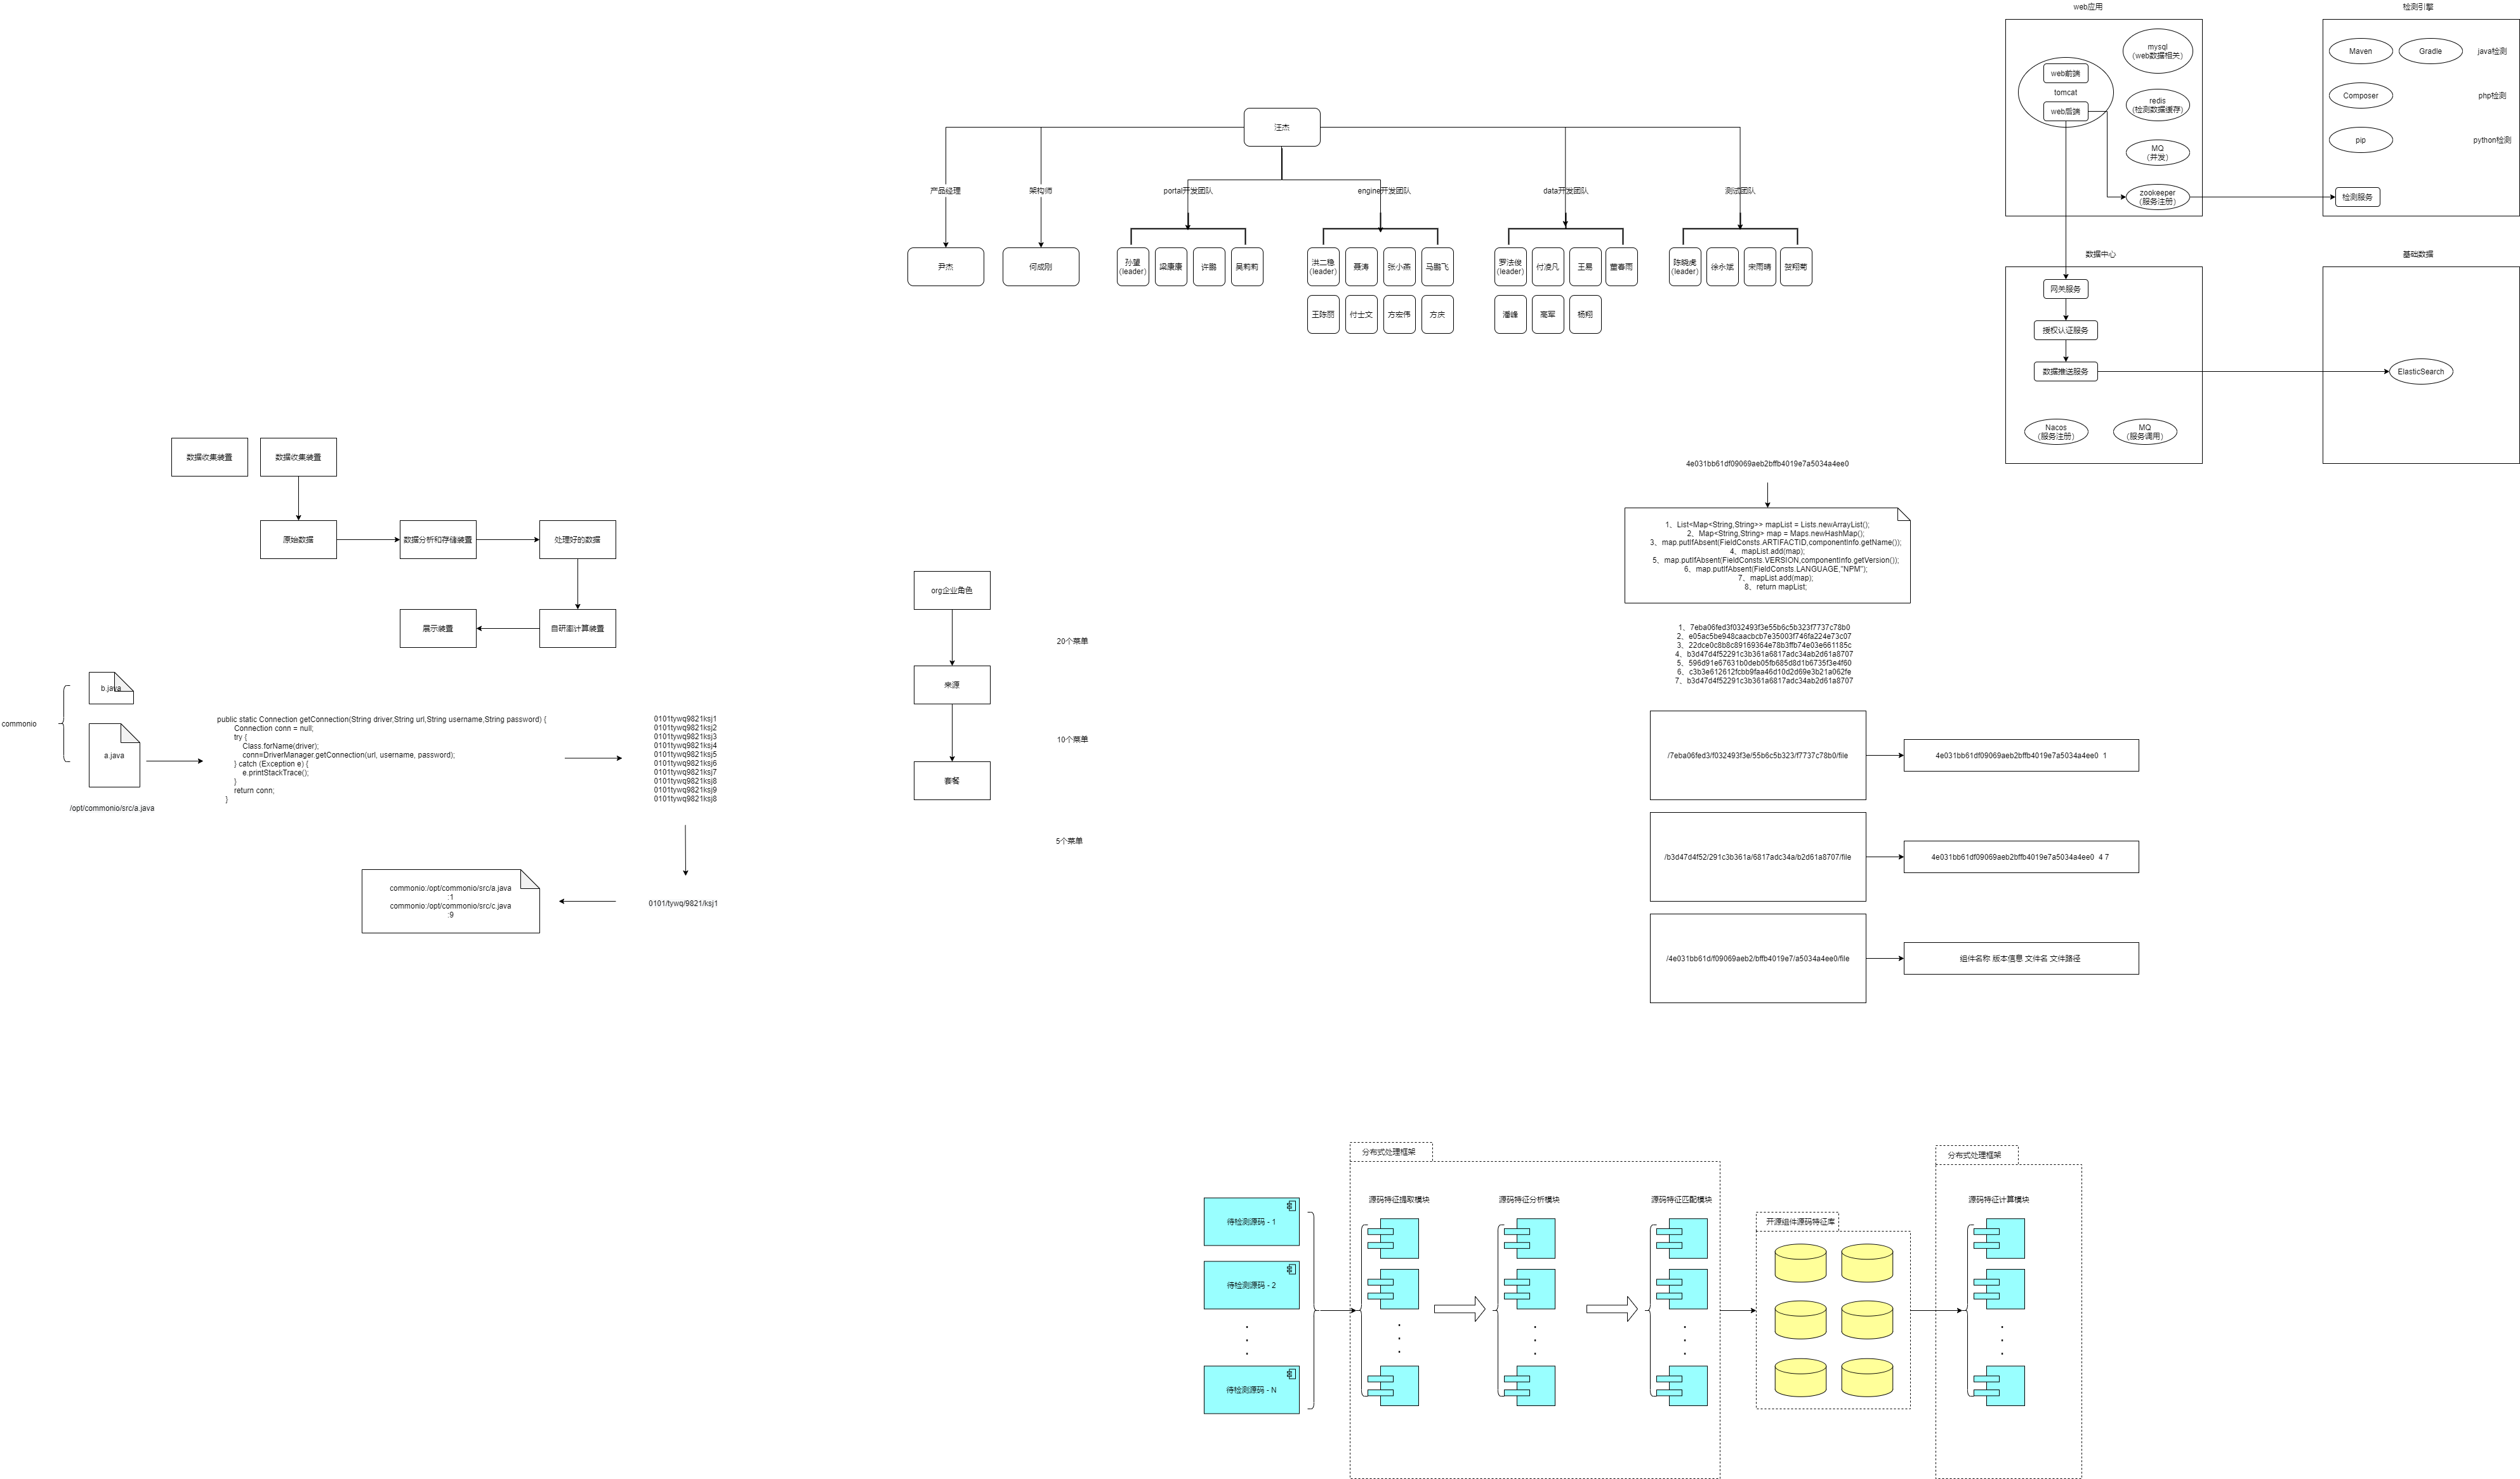 web应用
检测引擎
mysql
(web数据相关)
web前端
tomcat
web后端
redis
(检测数据缓存)
MQ
(并发)
zookeeper
(服务注册)
Maven
Gradle
java检测
Composer
php检测
pip
python检测
检测服务
汪杰
产品经理
架构师
portal开发团队
engine开发团队
data开发团队
测试团队
尹杰
何成刚
孙望
(leader)
梁康康
许鹏
吴莉莉
洪二稳
(leader)
聂涛
张小燕
马鹏飞
罗法俊
(leader)
付凌凡
王易
董春雨
陈晓虎
(leader)
徐永斌
宋雨晴
贺翔菊
王陈丽
付士文
方宏伟
方庆
潘峰
高军
杨翔
数据中心
基础数据
网关服务
授权认证服务
数据推送服务
ElasticSearch
Nacos
(服务注册)
MQ
(服务调用)
数据收集装置
数据收集装置
原始数据
数据分析和存储装置
处理好的数据
展示装置
自研率计算装置
org企业角色
20个菜单
来源
10个菜单
套餐
5个菜单
4e031bb61df09069aeb2bffb4019e7a5034a4ee0
1、List<Map<String,String>> mapList = Lists.newArrayList();
2、Map<String,String> map = Maps.newHashMap();
3、map.putIfAbsent(FieldConsts.ARTIFACTID,componentInfo.getName());
4、mapList.add(map);
5、map.putIfAbsent(FieldConsts.VERSION,componentInfo.getVersion());
6、map.putIfAbsent(FieldConsts.LANGUAGE,"NPM");
7、mapList.add(map);
8、return mapList;
1、7eba06fed3f032493f3e55b6c5b323f7737c78b0
2、e05ac5be948caacbcb7e35003f746fa224e73c07
3、22dce0c8b8c89169364e78b3ffb74e03e661185c
4、b3d47d4f52291c3b361a6817adc34ab2d61a8707
5、596d91e67631b0deb05fb685d8d1b6735f3e4f60
6、c3b3e612612fcbb9faa46d10d2d69e3b21a062fe
7、b3d47d4f52291c3b361a6817adc34ab2d61a8707
/7eba06fed3/f032493f3e/55b6c5b323/f7737c78b0/file
4e031bb61df09069aeb2bffb4019e7a5034a4ee0 1
/b3d47d4f52/291c3b361a/6817adc34a/b2d61a8707/file
4e031bb61df09069aeb2bffb4019e7a5034a4ee0 4 7
/4e031bb61d/f09069aeb2/bffb4019e7/a5034a4ee0/file
组件名称 版本信息 文件名 文件路径
commonio
b.java
a.java
/opt/commonio/src/a.java
public static Connection getConnection(String driver,String url,String username,String password) {
Connection conn = null;
try {
Class.forName(driver);
conn=DriverManager.getConnection(url, username, password);
} catch (Exception e) {
e.printStackTrace();
}
return conn;
}
0101tywq9821ksj1
0101tywq9821ksj2
0101tywq9821ksj3
0101tywq9821ksj4
0101tywq9821ksj5
0101tywq9821ksj6
0101tywq9821ksj7
0101tywq9821ksj8
0101tywq9821ksj9
0101tywq9821ksj8
0101/tywq/9821/ksj1
commonio:/opt/commonio/src/a.java
:1
commonio:/opt/commonio/src/c.java
:9
分布式处理框架
源码特征提取模块
源码特征分析模块
源码特征匹配模块
待检测源码 - 1
待检测源码 - 2
待检测源码 - N
开源组件源码特征库
分布式处理框架
源码特征计算模块